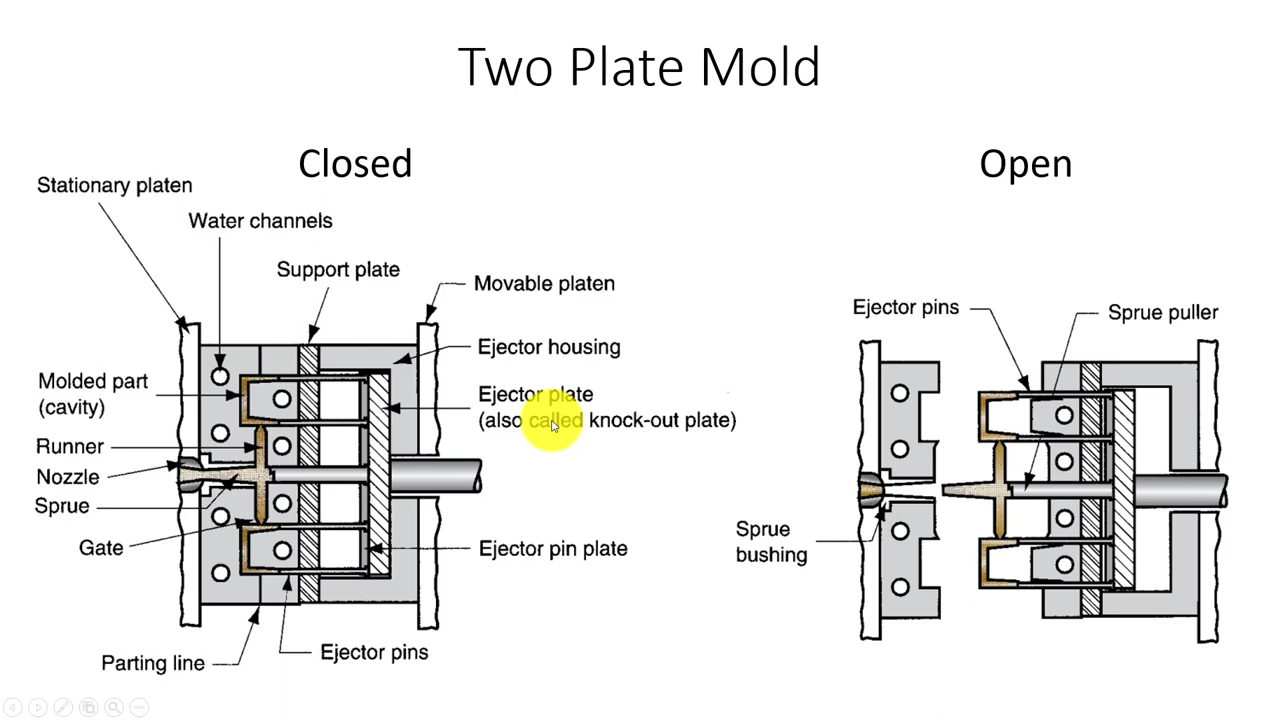 Two Plate Mold
Closed
Open
Stationary platen
Water channels
Support plate
Movable platen
Ejector housing
Molded part
(cavity)
Ejector plate
(also called knock-out plate)
Runner
Nozzle
Sprue
Gate
Ejector pin plate
Parting line
Ejector pins
Ejector pins
Sprue puller
Sprue
bushing